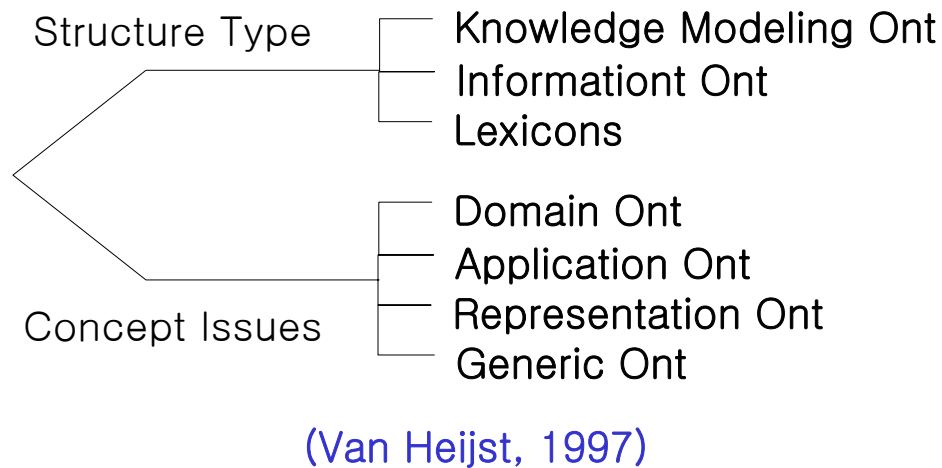 Structure Type
Knowledge Modeling Ont
Informationt Ont
Lexicons
Domain Ont
Application Ont
Representation Ont
Generic Ont
Concept Issues
(Van Heijst, 1997)